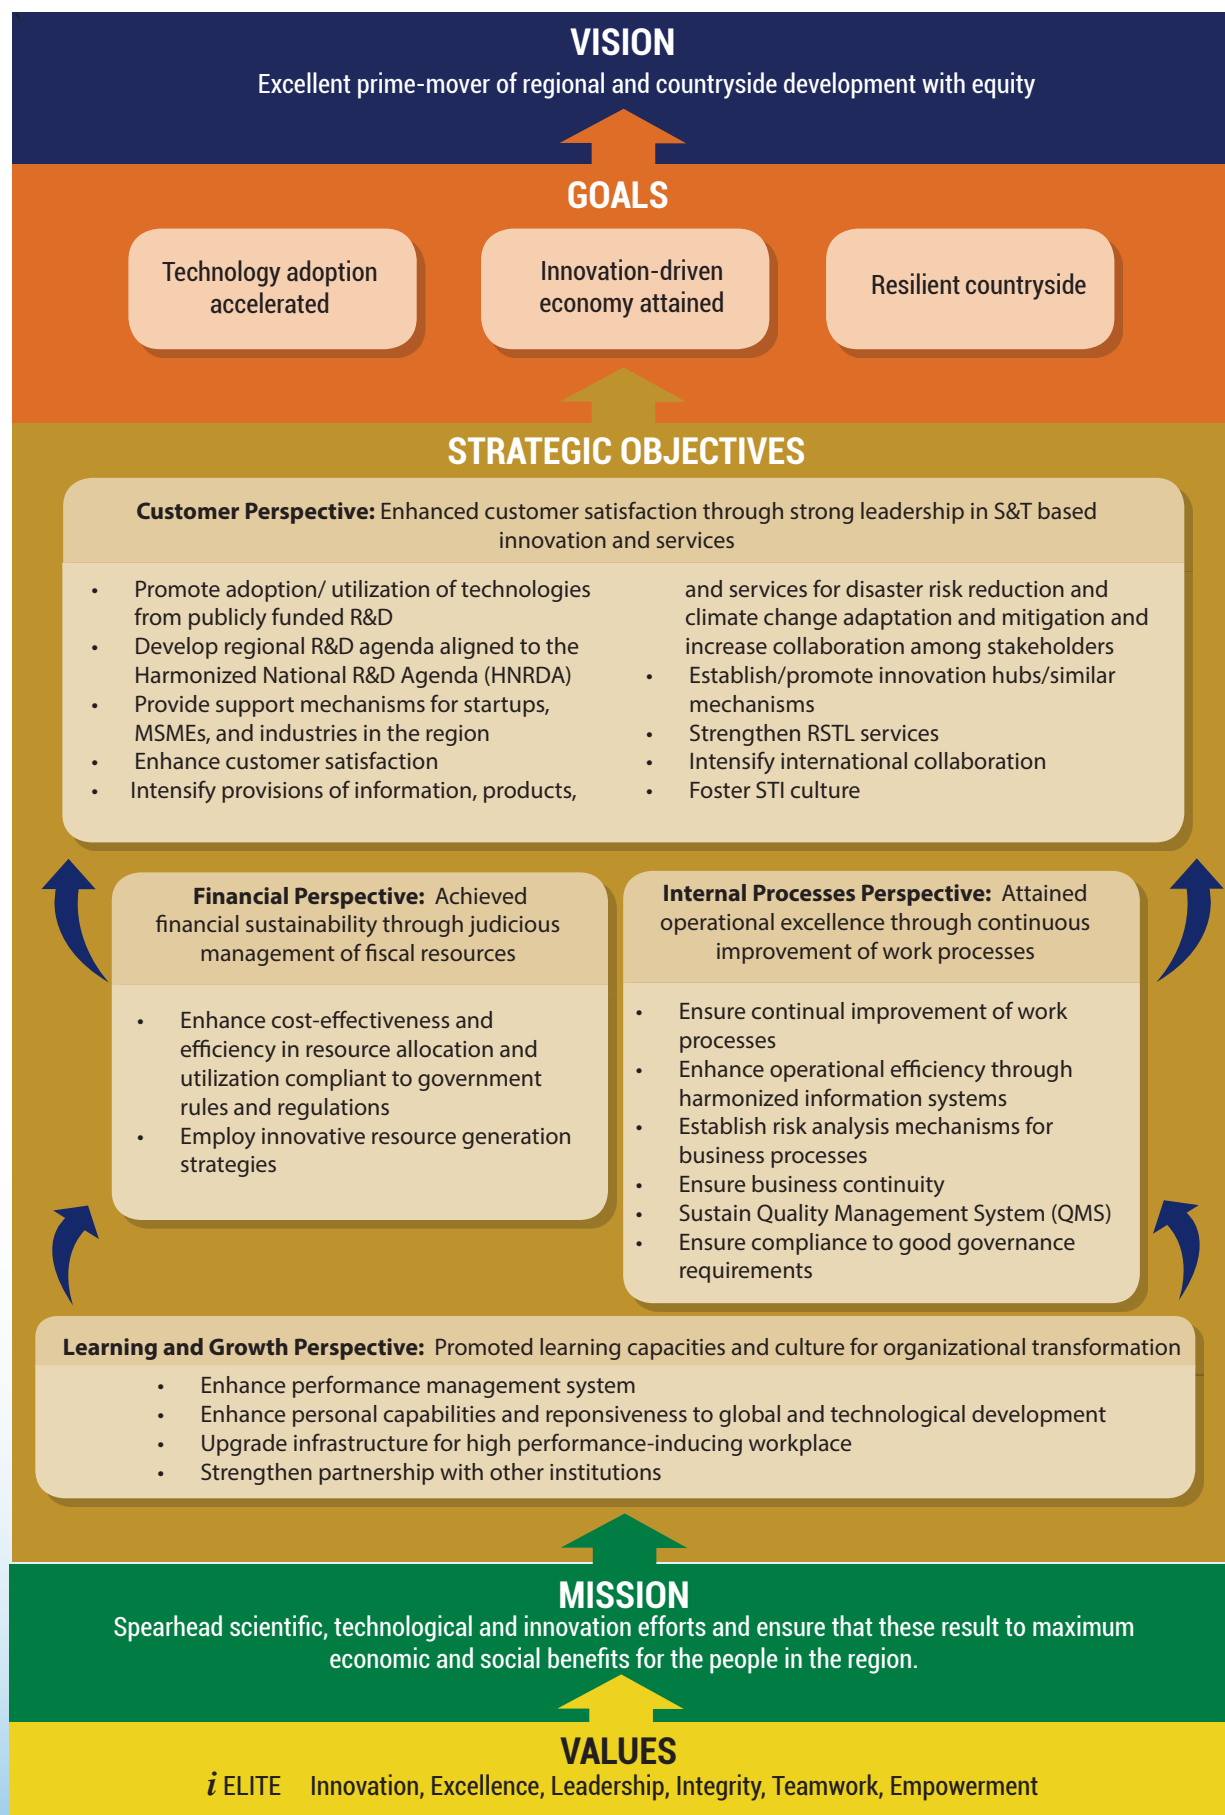 VISION
Excellent prime-mover of regional and countryside development with equity
GOALS
Technology adoption
accelerated
Innovation-driven
economy attained
Resilient countryside
STRATEGIC OBJECTIVES
Customer Perspective: Enhanced customer satisfaction through strong leadership in S&T based
innovation and services
• Promote adoption/ utilization of technologies
from publicly funded R&D
• Develop regional R&D agenda aligned to the
Harmonized National R&D Agenda (HNRDA)
• Provide support mechanisms for startups,
MSMEs, and industries in the region
• Enhance customer satisfaction
• Intensify provisions of information, products,
and services for disaster risk reduction and
climate change adaptation and mitigation and
increase collaboration among stakeholders
• Establish/promote innovation hubs/similar
mechanisms
• Strengthen RSTL services
• Intensify international collaboration
• Foster STI culture
Financial Perspective: Achieved
financial sustainability through judicious
management of fiscal resources
• Enhance cost-effectiveness and
efficiency in resource allocation and
utilization compliant to government
rules and regulations
• Employ innovative resource generation
strategies
Internal Processes Perspective: Attained
operational excellence through continuous
improvement of work processes
• Ensure continual improvement of work
processes
• Enhance operational efficiency through
harmonized information systems
• Establish risk analysis mechanisms for
business processes
• Ensure business continuity
• Sustain Quality Management System (QMS)
• Ensure compliance to good governance
requirements
Learning and Growth Perspective: Promoted learning capacities and culture for organizational transformation
• Enhance performance management system
• Enhance personal capabilities and reponsiveness to global and technological development
• Upgrade infrastructure for high performance-inducing workplace
• Strengthen partnership with other institutions
MISSION
Spearhead scientific, technological and innovation efforts and ensure that these result to maximum
economic and social benefits for the people in the region.
VALUES
i ELITE Innovation, Excellence, Leadership, Integrity, Teamwork, Empowerment